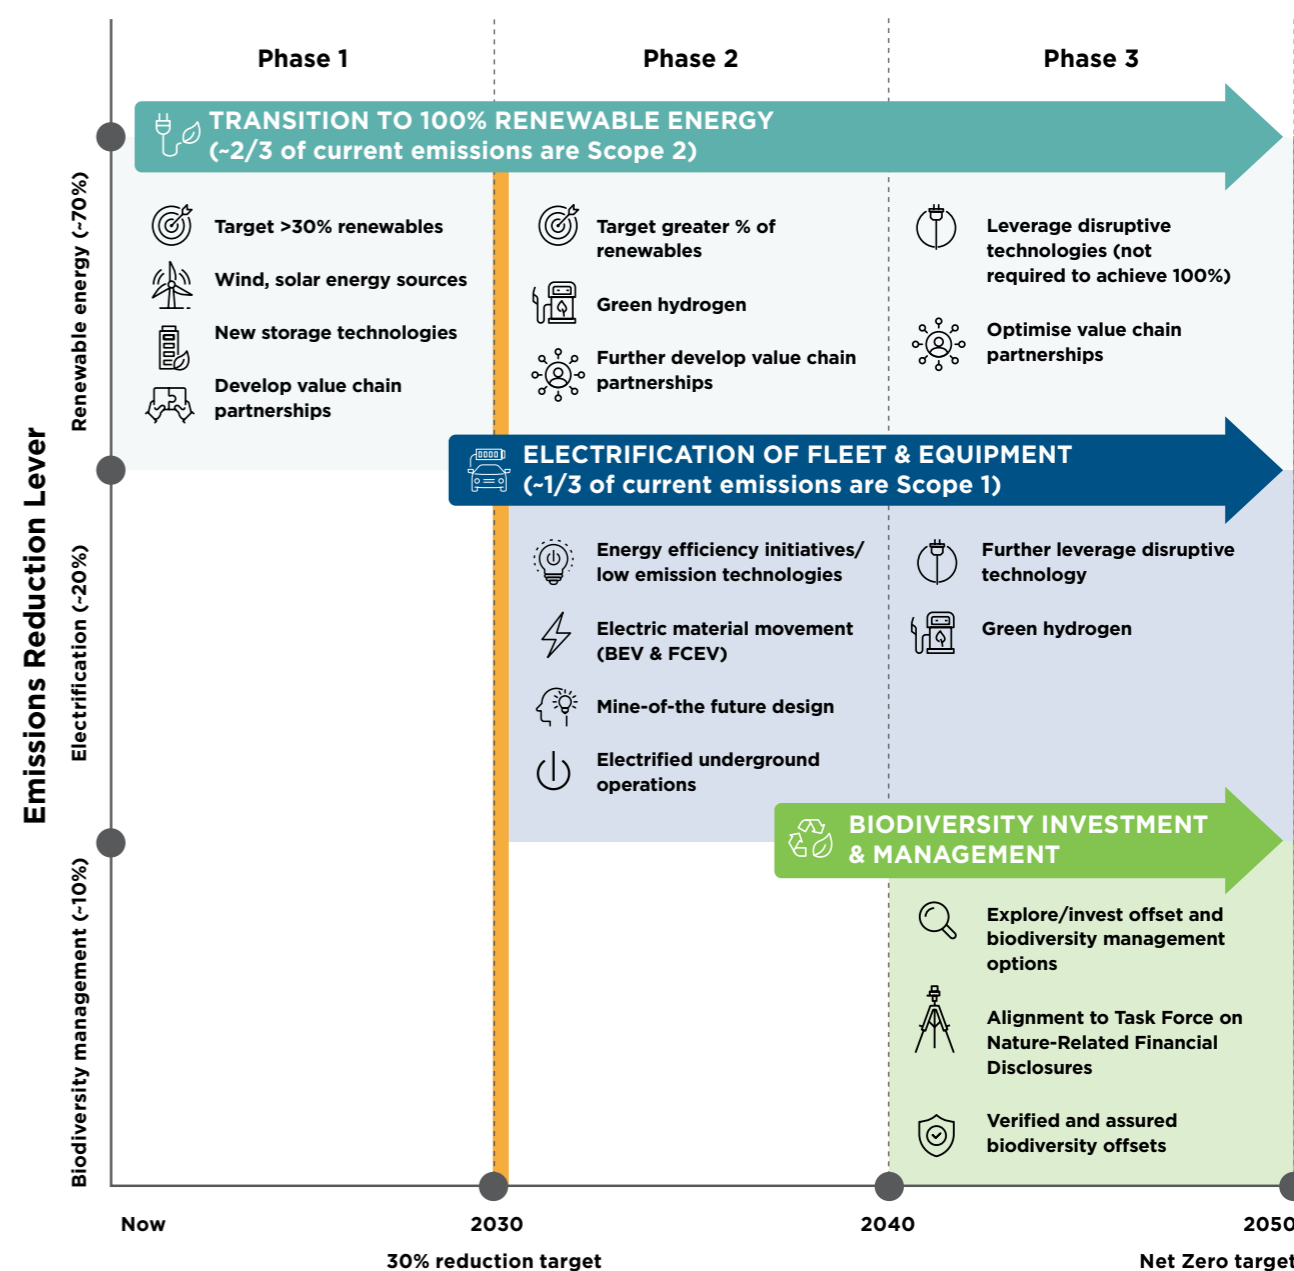 Phase 1
Phase 2
Phase 3
TRANSITION TO 100% RENEWABLE ENERGY
(~2/3 of current emissions are Scope 2)
Emissions Reduction Lever
Renewable energy (~70%)
Target >30% renewables
Wind, solar energy sources
New storage technologies
Develop value chain
partnerships
Target greater % of
renewables
Green hydrogen
Further develop value chain
partnerships
Leverage disruptive
technologies (not
required to achieve 100%)
Optimise value chain
partnerships
ELECTRIFICATION OF FLEET & EQUIPMENT
(~1/3 of current emissions are Scope 1)
Electrification (~20%)
Energy efficiency initiatives/
low emission technologies
Electric material movement
(BEV & FCEV)
Mine-of-the future design
Electrified underground
operations
Further leverage disruptive
technology
Green hydrogen
BIODIVERSITY INVESTMENT
& MANAGEMENT
Biodiversity management (~10%)
Explore/invest offset and
biodiversity management
options
Alignment to Task Force on
Nature-Related Financial
Disclosures
Verified and assured
biodiversity offsets
Now
2030
2040
2050
30% reduction target
Net Zero target